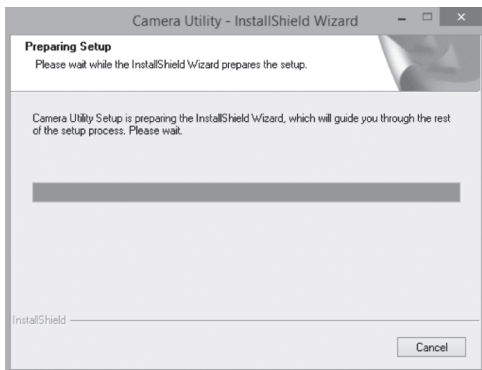 Camera Utility - InstallShield Wizard
Preparing Setup
Please wait while the InstallShield Wizard prepares the setup.
Camera Utility Setup is preparing the InstallShield Wizard, which will guide you through the rest
of the setup process. Please wait.
InstallShield
Cancel